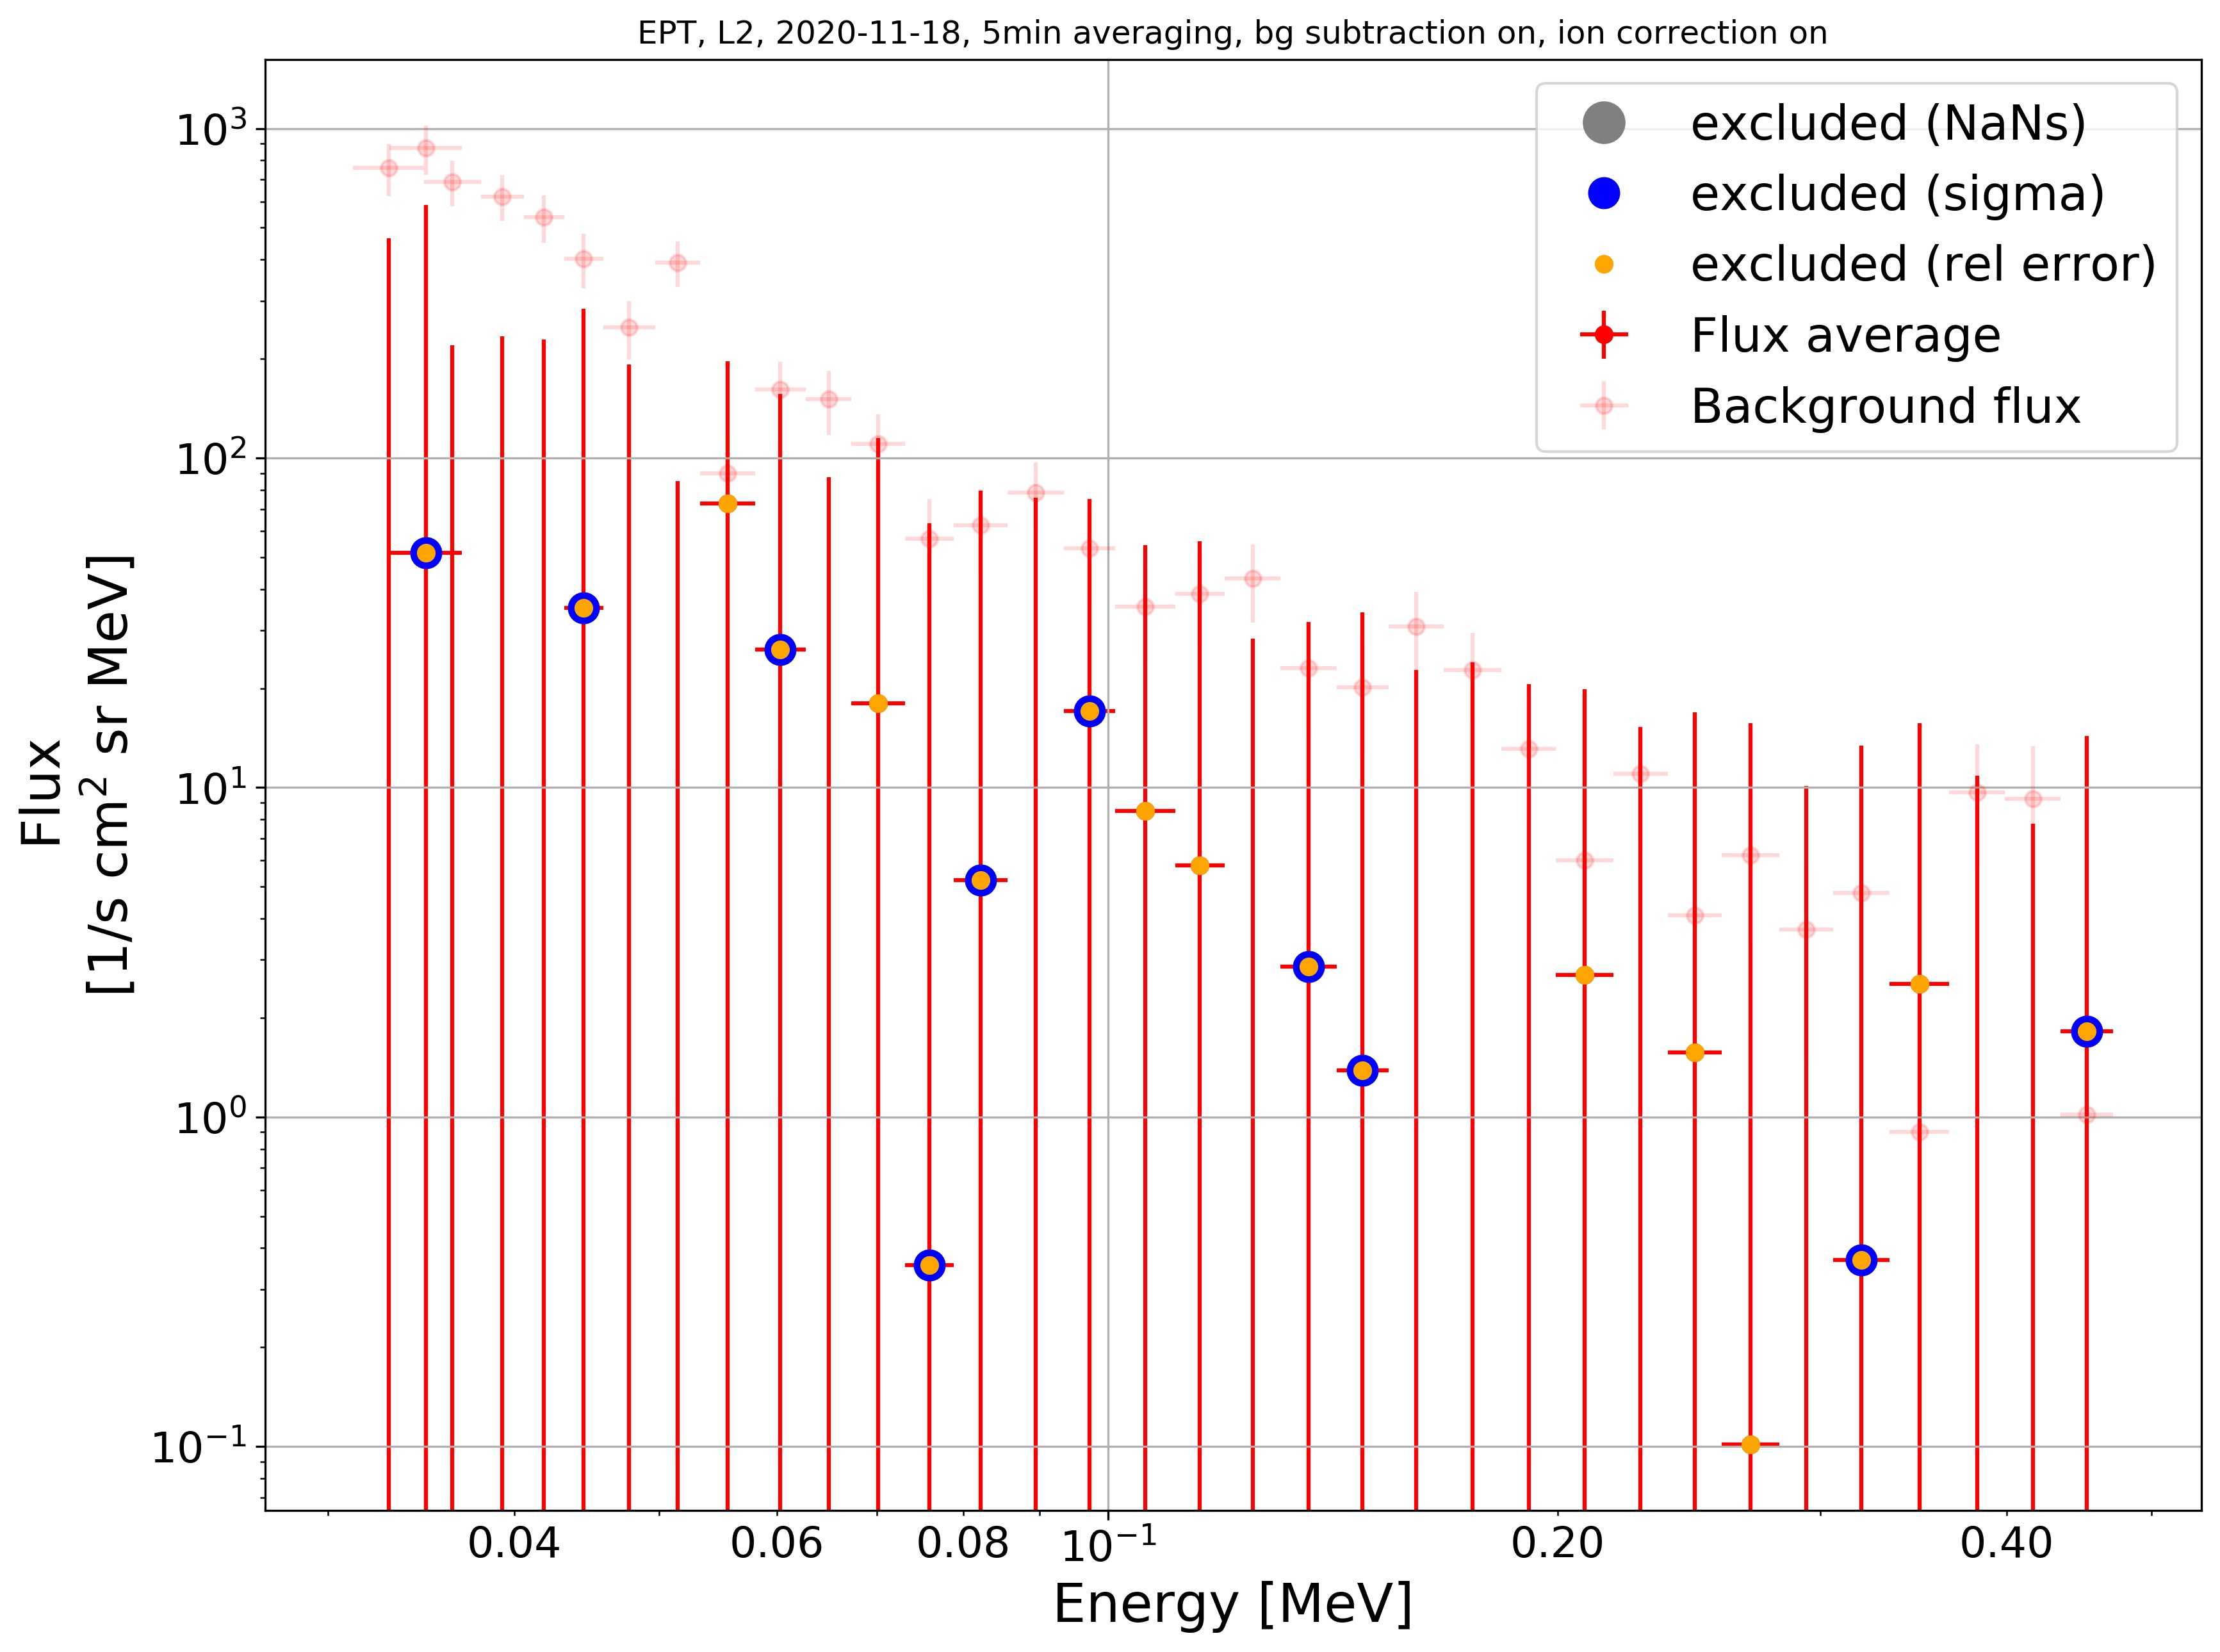 EPT, L2, 2020-11-18, 5min averaging, bg subtraction on, ion correction on
excluded (NaNs)
excluded (sigma)
excluded (rel error)
Flux average
Background flux
10³
10²
10¹
10⁰
10⁻¹
Flux
[1/s cm² sr MeV]
0.04
0.06
0.08
10⁻¹
0.20
0.40
Energy [MeV]